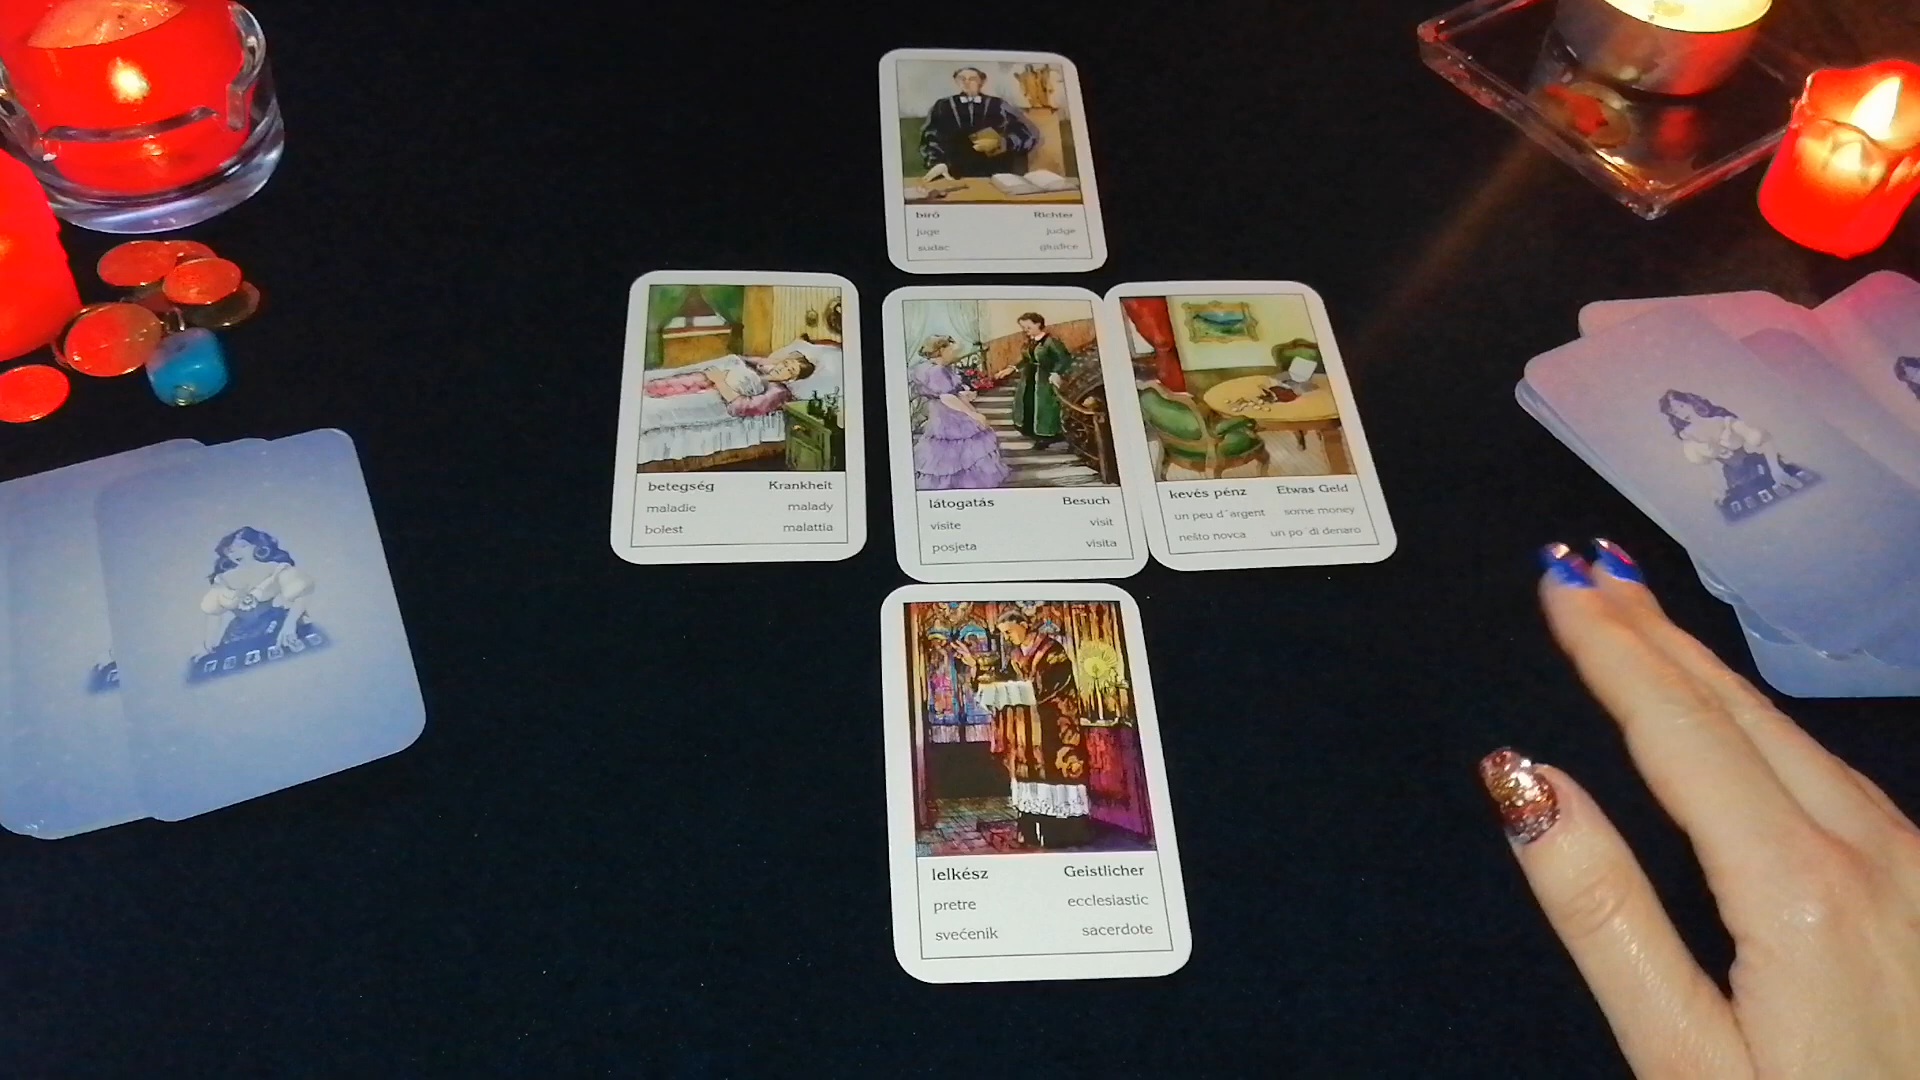 bíró Richter
juge judge
sudac giudice
betegség Krankheit
maladie malady
bolest malattia
látogatás Besuch
visite visit
posjeta visita
kevés pénz Etwas Geld
un peu d´argent some money
nešto novca un po´di denaro
lelkész Geistlicher
pretre ecclesiastic
svećenik sacerdote